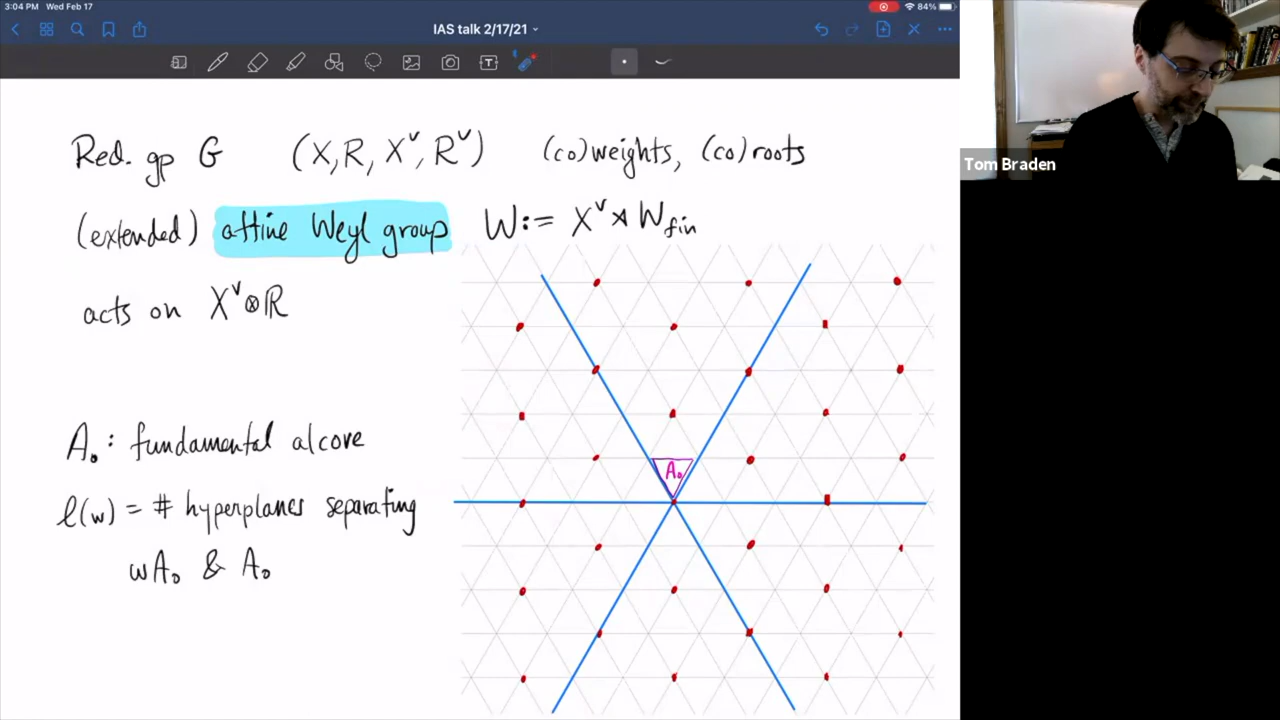 3:04 PM Wed Feb 17
84%
IAS talk 2/17/21
Red. gp G (X, R, X^∨, R^∨) (co)weights, (co)roots
(extended) affine Weyl group W := X^∨ ⋊ W_fin
acts on X^∨ ⊗ ℝ
A₀ : fundamental alcove
ℓ(w) = # hyperplanes separating
wA₀ & A₀
A₀
Tom Braden